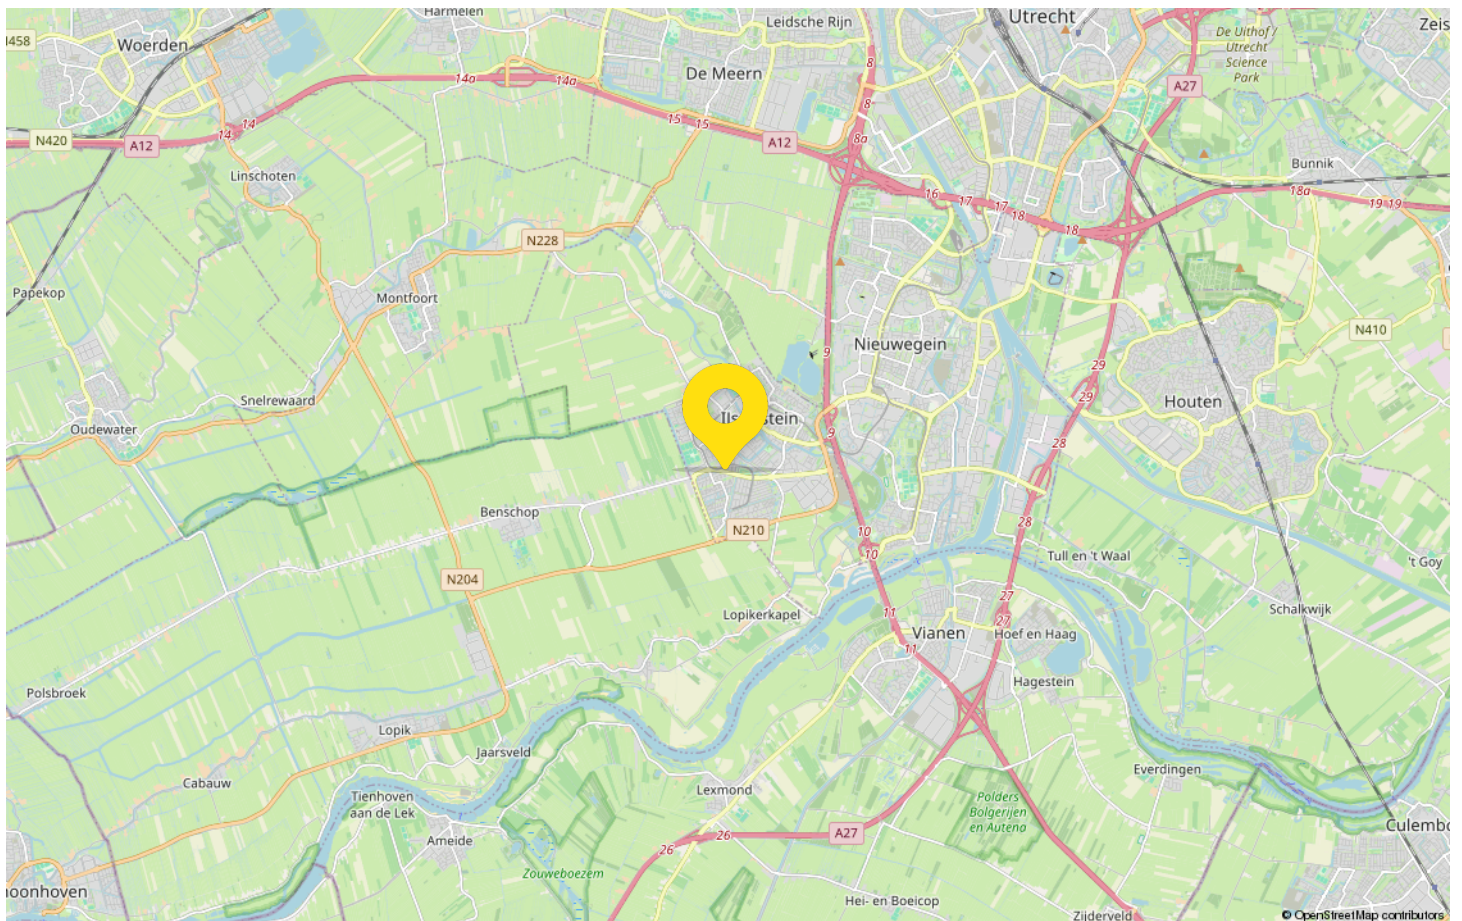 Harmelen
Leidsche Rijn
Utrecht
Zeis
N458
Woerden
De Meern
De Uithof /
Utrecht
Science
Park
8
14a
14a
A27
8
N420
A12
14
14
15
15
A12
8a
Bunnik
Linschoten
16
17
17
18
18
18a
19
19
N228
Papekop
Montfoort
N410
Nieuwegein
9
29
29
Snelrewaard
Houten
Oudewater
9
28
Benschop
N210
10
10
28
Tull en 't Waal
't Goy
N204
27
Lopikerkapel
11
27
Schalkwijk
Vianen
Hoef en Haag
11
Hagestein
Polsbroek
Lopik
Jaarsveld
Everdingen
Cabauw
Lexmond
Tienhoven
aan de Lek
Polders
Bolgerijen
en Autena
Ameide
26
26
A27
Culembo
Zouweboezem
hoonhoven
Hei- en Boeicop
Zijderveld
© OpenStreetMap contributors